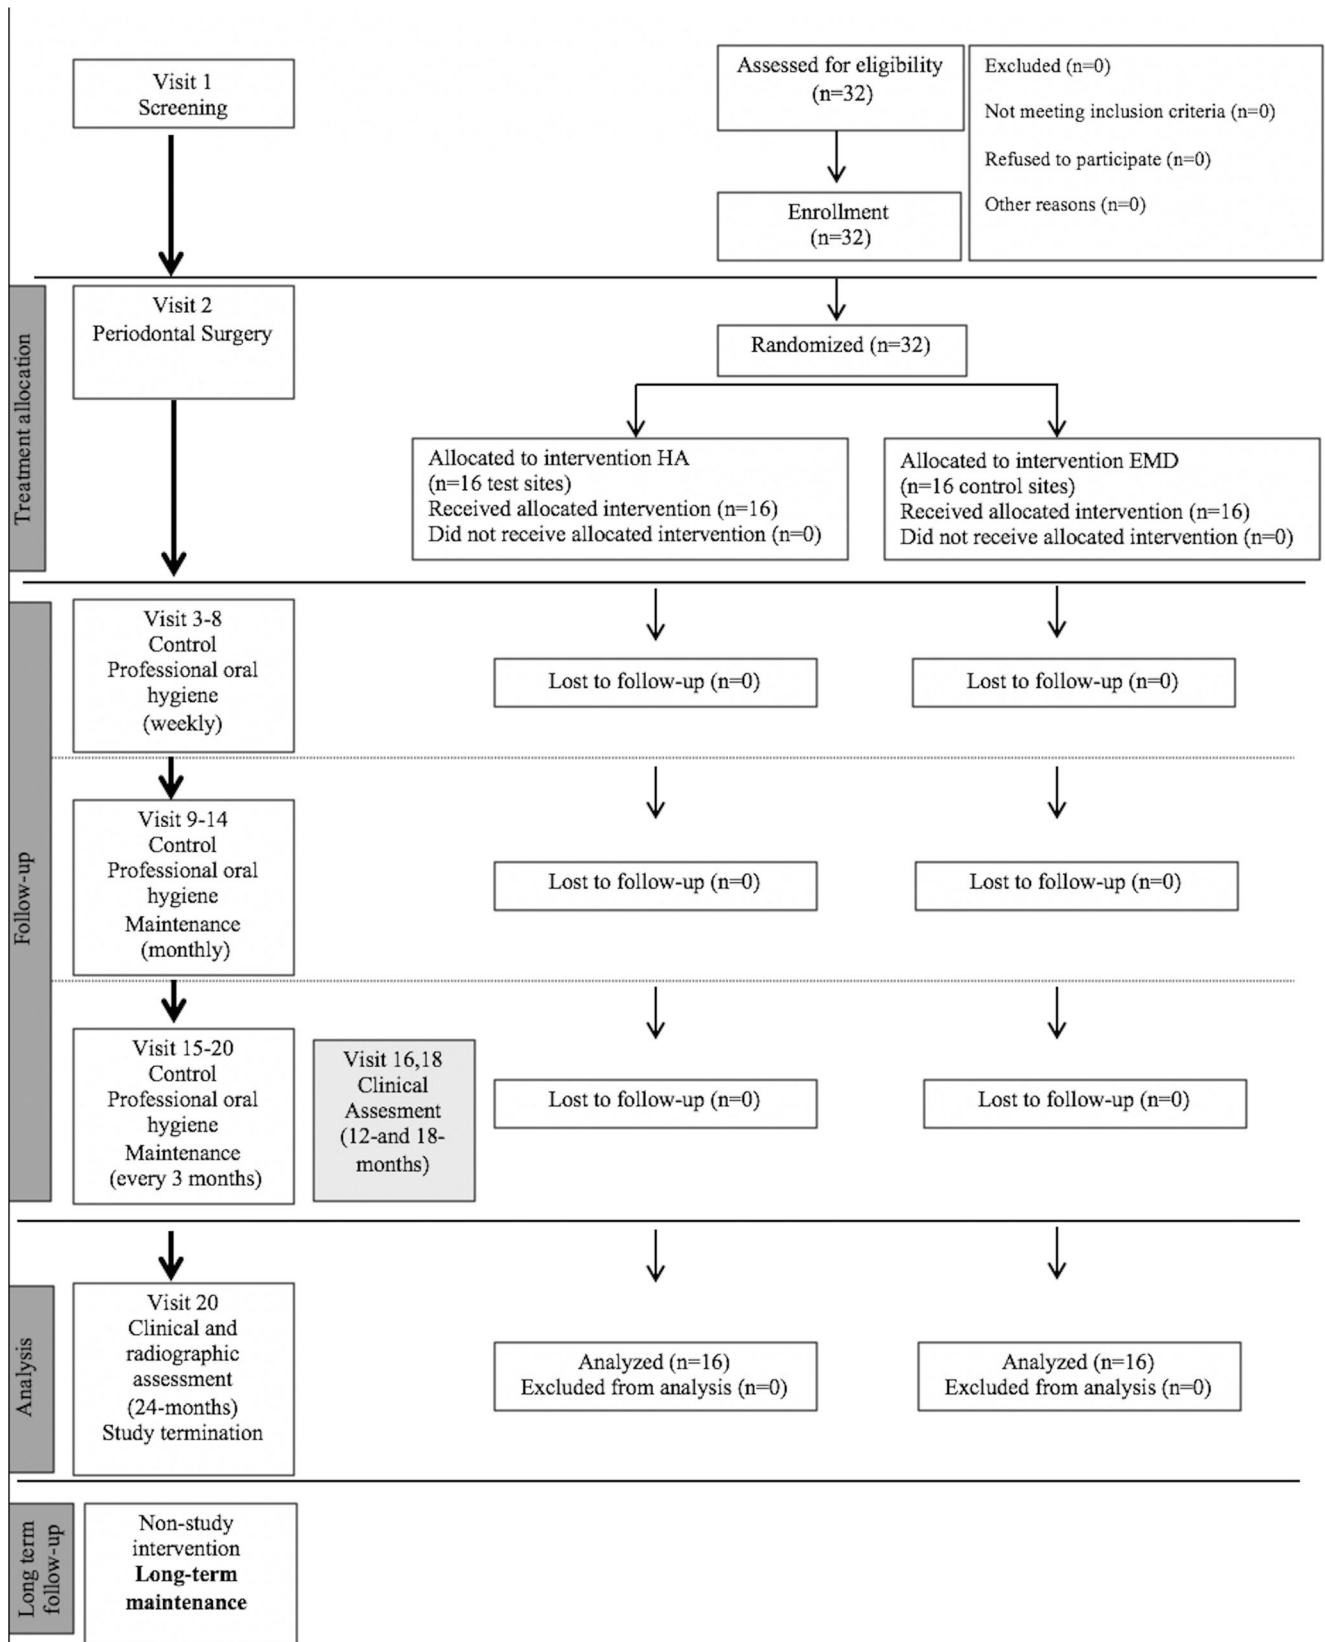 Visit 1
Screening
Assessed for eligibility
(n=32)
Excluded (n=0)
Not meeting inclusion criteria (n=0)
Refused to participate (n=0)
Other reasons (n=0)
Enrollment
(n=32)
Treatment allocation
Visit 2
Periodontal Surgery
Randomized (n=32)
Allocated to intervention HA
(n=16 test sites)
Received allocated intervention (n=16)
Did not receive allocated intervention (n=0)
Allocated to intervention EMD
(n=16 control sites)
Received allocated intervention (n=16)
Did not receive allocated intervention (n=0)
Follow-up
Visit 3-8
Control
Professional oral
hygiene
(weekly)
Lost to follow-up (n=0)
Lost to follow-up (n=0)
Visit 9-14
Control
Professional oral
hygiene
Maintenance
(monthly)
Lost to follow-up (n=0)
Lost to follow-up (n=0)
Visit 15-20
Control
Professional oral
hygiene
Maintenance
(every 3 months)
Visit 16,18
Clinical
Assesment
(12-and 18-
months)
Lost to follow-up (n=0)
Lost to follow-up (n=0)
Analysis
Visit 20
Clinical and
radiographic
assessment
(24-months)
Study termination
Analyzed (n=16)
Excluded from analysis (n=0)
Analyzed (n=16)
Excluded from analysis (n=0)
Long term
follow-up
Non-study
intervention
Long-term
maintenance